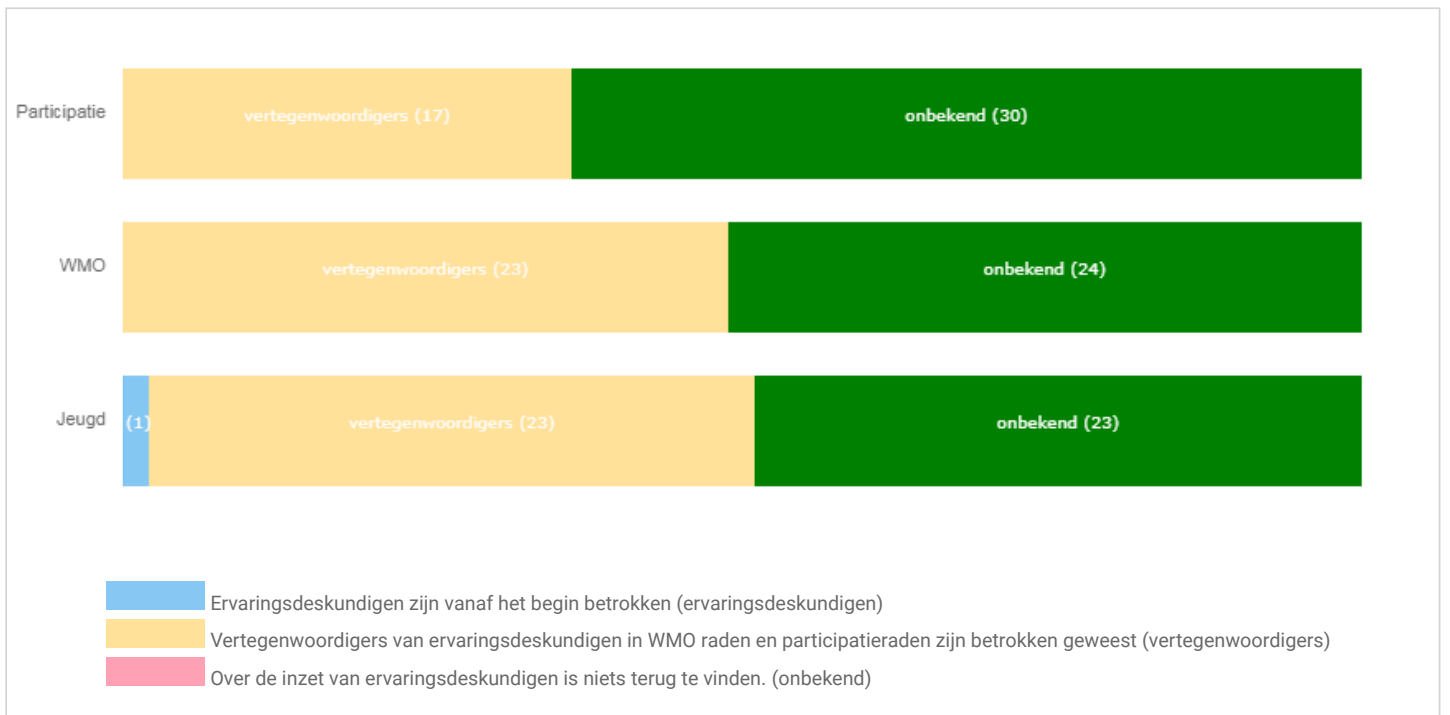 Participatie
vertegenwoordigers (17)
onbekend (30)
WMO
vertegenwoordigers (23)
onbekend (24)
Jeugd
(1)
vertegenwoordigers (23)
onbekend (23)
Ervaringsdeskundigen zijn vanaf het begin betrokken (ervaringsdeskundigen)
Vertegenwoordigers van ervaringsdeskundigen in WMO raden en participatieraden zijn betrokken geweest (vertegenwoordigers)
Over de inzet van ervaringsdeskundigen is niets terug te vinden. (onbekend)